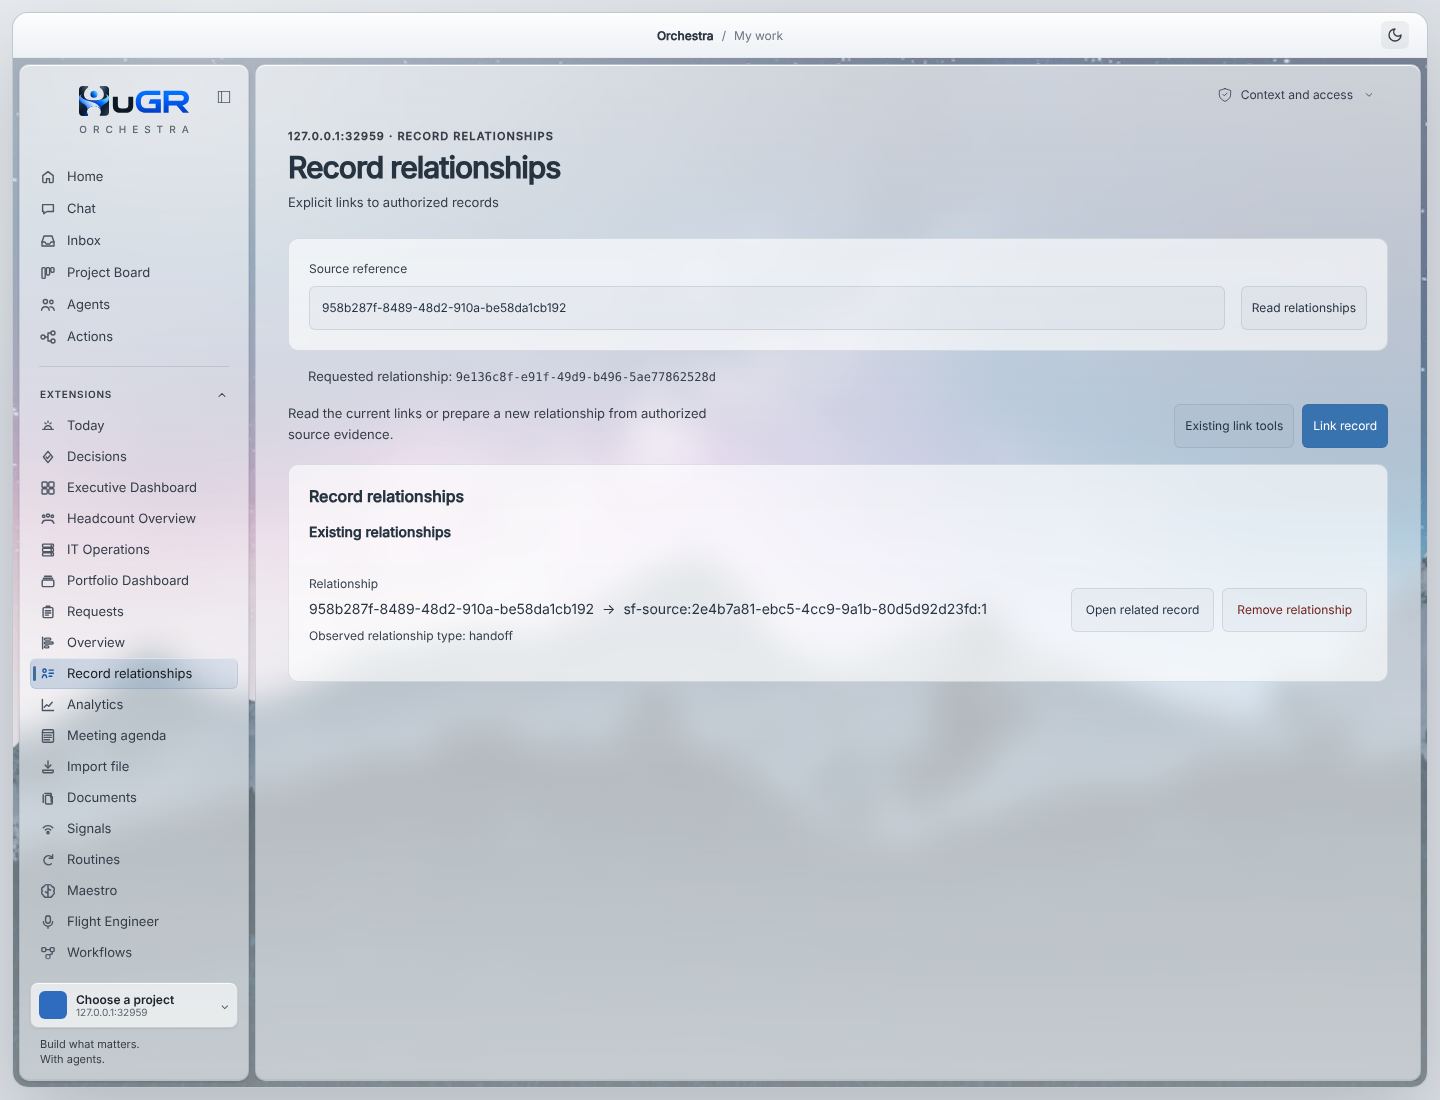 Orchestra / My work
HuGR
ORCHESTRA
Home
Chat
Inbox
Project Board
Agents
Actions
EXTENSIONS
Today
Decisions
Executive Dashboard
Headcount Overview
IT Operations
Portfolio Dashboard
Requests
Overview
Record relationships
Analytics
Meeting agenda
Import file
Documents
Signals
Routines
Maestro
Flight Engineer
Workflows
Choose a project
127.0.0.1:32959
Build what matters.
With agents.
Context and access
127.0.0.1:32959 · RECORD RELATIONSHIPS
Record relationships
Explicit links to authorized records
Source reference
958b287f-8489-48d2-910a-be58da1cb192
Read relationships
Requested relationship: 9e136c8f-e91f-49d9-b496-5ae77862528d
Read the current links or prepare a new relationship from authorized
source evidence.
Existing link tools
Link record
Record relationships
Existing relationships
Relationship
958b287f-8489-48d2-910a-be58da1cb192 → sf-source:2e4b7a81-ebc5-4cc9-9a1b-80d5d92d23fd:1
Observed relationship type: handoff
Open related record
Remove relationship